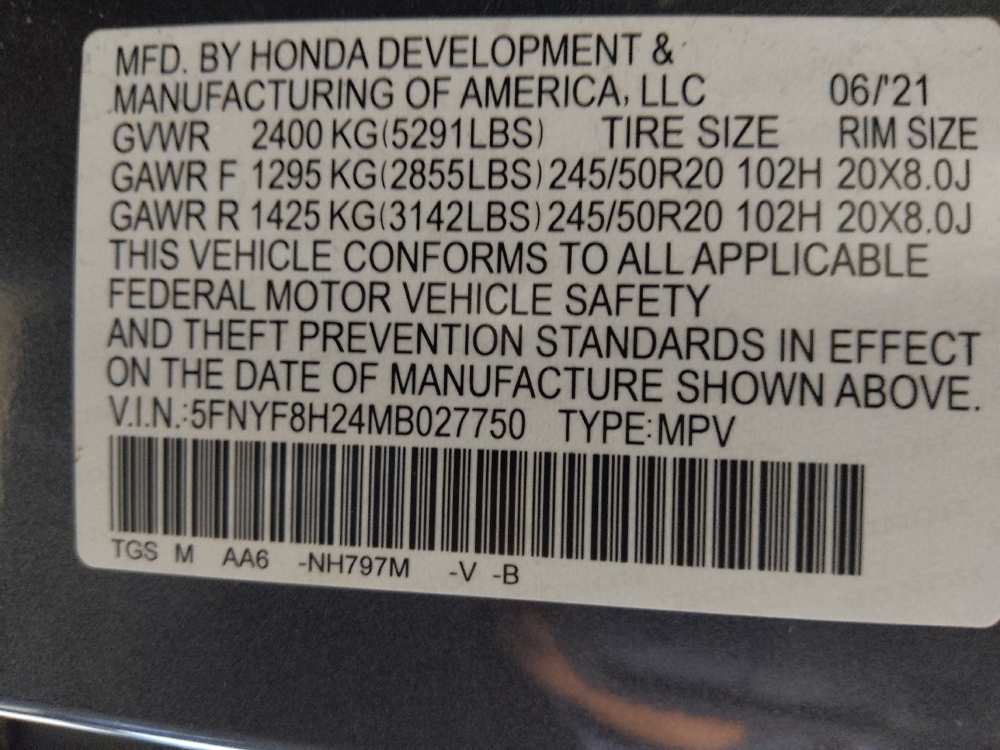 MFD. BY HONDA DEVELOPMENT &
MANUFACTURING OF AMERICA, LLC 06/'21
GVWR 2400 KG(5291LBS) TIRE SIZE RIM SIZE
GAWR F 1295 KG(2855LBS) 245/50R20 102H 20X8.0J
GAWR R 1425 KG(3142LBS) 245/50R20 102H 20X8.0J
THIS VEHICLE CONFORMS TO ALL APPLICABLE
FEDERAL MOTOR VEHICLE SAFETY
AND THEFT PREVENTION STANDARDS IN EFFECT
ON THE DATE OF MANUFACTURE SHOWN ABOVE.
V.I.N.:5FNYF8H24MB027750 TYPE:MPV
TGS M AA6 -NH797M -V -B